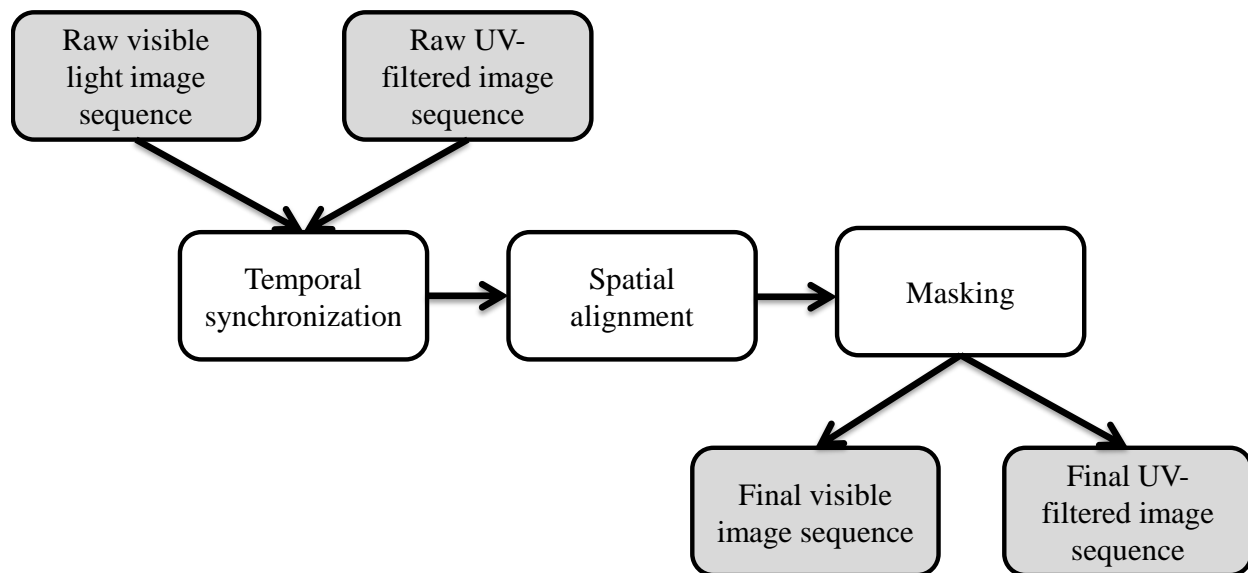 Raw visible
light image
sequence
Raw UV-
filtered image
sequence
Temporal
synchronization
Spatial
alignment
Masking
Final visible
image sequence
Final UV-
filtered image
sequence